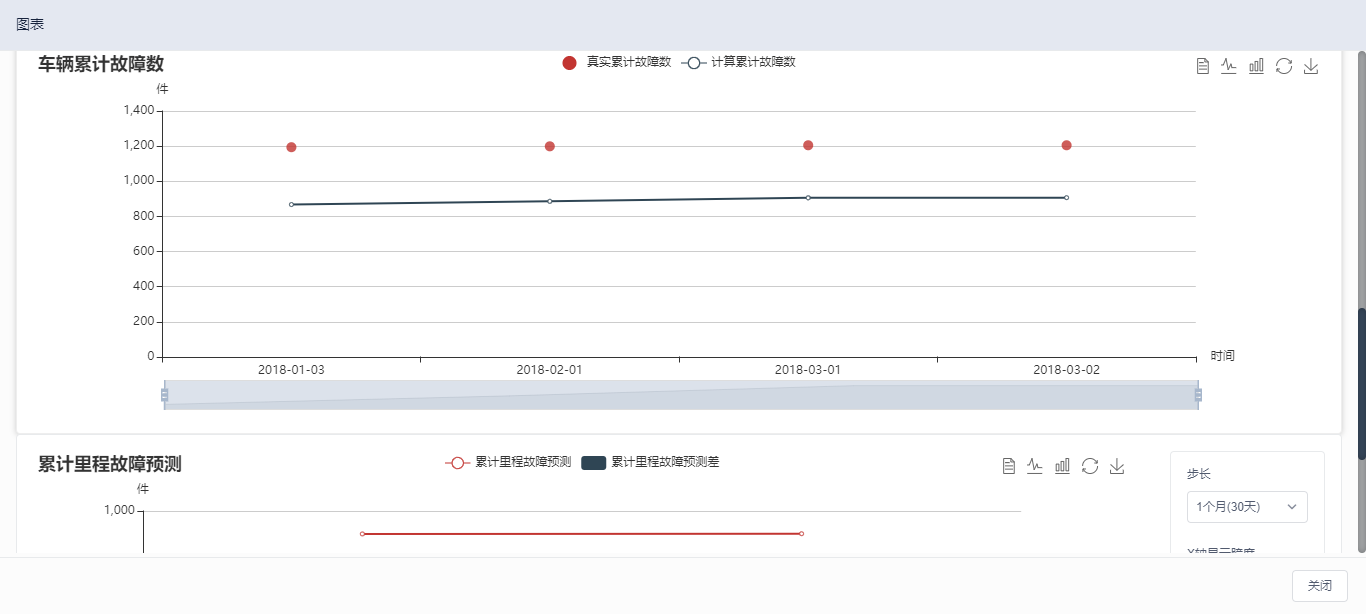 图表
车辆累计故障数
真实累计故障数 计算累计故障数
件
1,400
1,200
1,000
800
600
400
200
0
时间
2018-01-03 2018-02-01 2018-03-01 2018-03-02
累计里程故障预测
累计里程故障预测 累计里程故障预测差
件
1,000
步长
1个月(30天)
X轴显示跨度
关闭